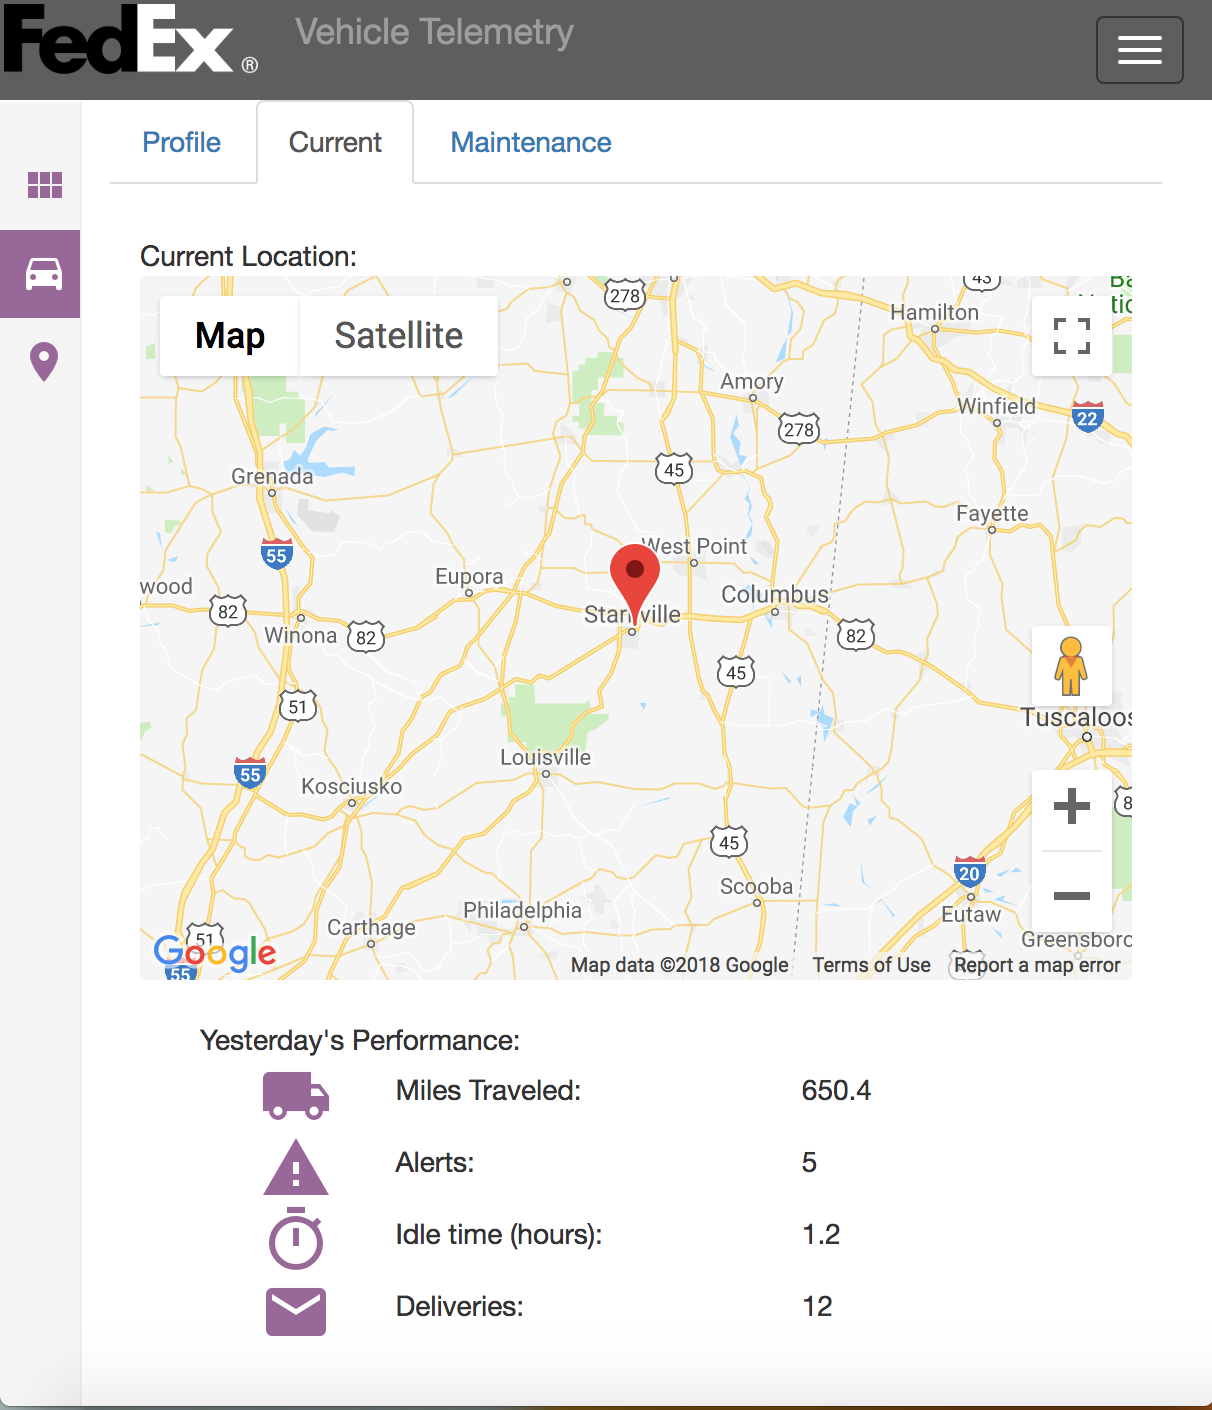 FedEx®
Vehicle Telemetry
Profile
Current
Maintenance
Current Location:
Map
Satellite
278
43
Hamilton
Amory
Winfield
22
278
45
Grenada
Fayette
55
West Point
Eupora
wood
82
Columbus
Starkville
Winona
82
82
45
51
Tuscaloos
Louisville
55
Kosciusko
8
45
20
Scooba
Eutaw
Philadelphia
Carthage
Greensboro
51
Google
55
Map data ©2018 Google
Terms of Use
Report a map error
Yesterday's Performance:
Miles Traveled: 650.4
Alerts: 5
Idle time (hours): 1.2
Deliveries: 12